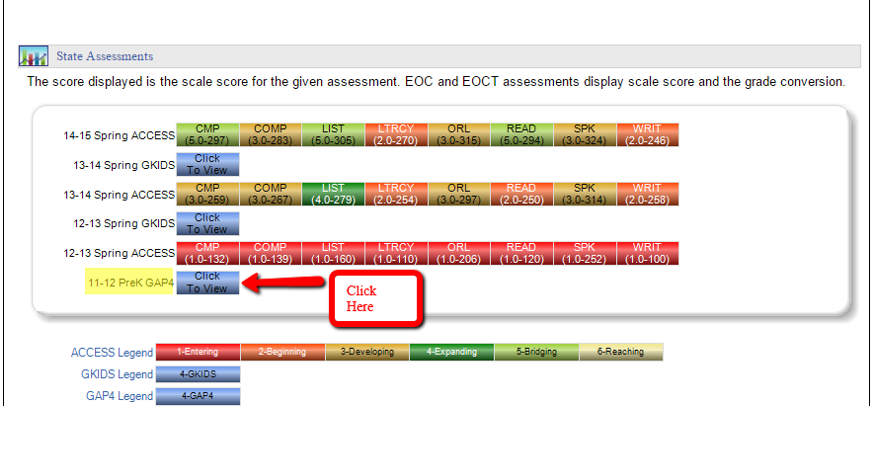 State Assessments
The score displayed is the scale score for the given assessment. EOC and EOCT assessments display scale score and the grade conversion.
14-15 Spring ACCESS CMP (5.0-297) COMP (3.0-283) LIST (5.0-305) LTRCY (2.0-270) ORL (3.0-315) READ (5.0-294) SPK (3.0-324) WRIT (2.0-246)
13-14 Spring GKIDS Click To View
13-14 Spring ACCESS CMP (3.0-259) COMP (3.0-267) LIST (4.0-279) LTRCY (2.0-254) ORL (3.0-297) READ (2.0-250) SPK (3.0-314) WRIT (2.0-258)
12-13 Spring GKIDS Click To View
12-13 Spring ACCESS CMP (1.0-132) COMP (1.0-139) LIST (1.0-160) LTRCY (1.0-110) ORL (1.0-206) READ (1.0-120) SPK (1.0-252) WRIT (1.0-100)
11-12 PreK GAP4 Click To View
Click
Here
ACCESS Legend 1-Entering 2-Beginning 3-Developing 4-Expanding 5-Bridging 6-Reaching
GKIDS Legend 4-GKIDS
GAP4 Legend 4-GAP4